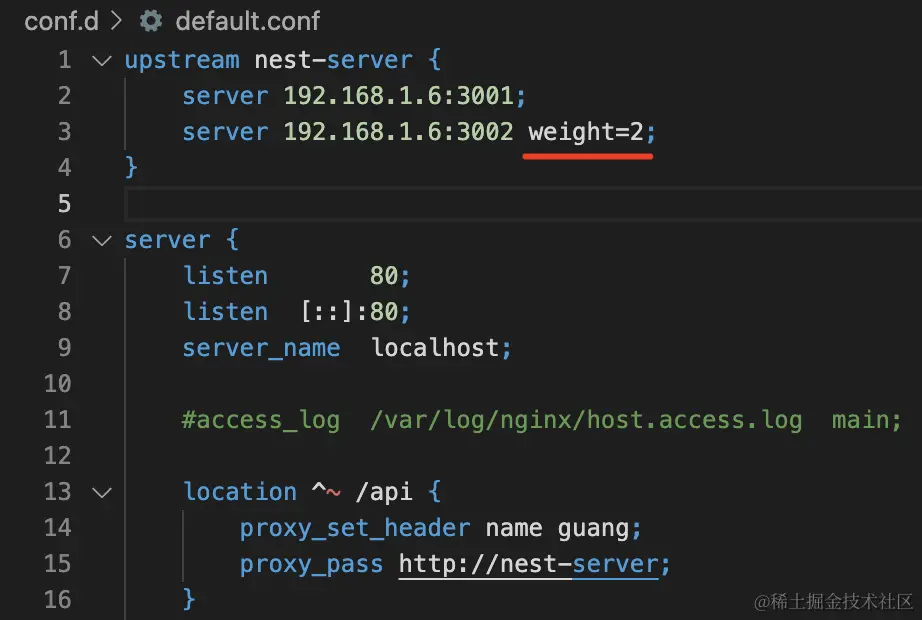 conf.d > default.conf
1 upstream nest-server {
2 server 192.168.1.6:3001;
3 server 192.168.1.6:3002 weight=2;
4 }
5
6 server {
7 listen 80;
8 listen [::]:80;
9 server_name localhost;
10
11 #access_log /var/log/nginx/host.access.log main;
12
13 location ^~ /api {
14 proxy_set_header name guang;
15 proxy_pass http://nest-server;
16 }
@稀土掘金技术社区